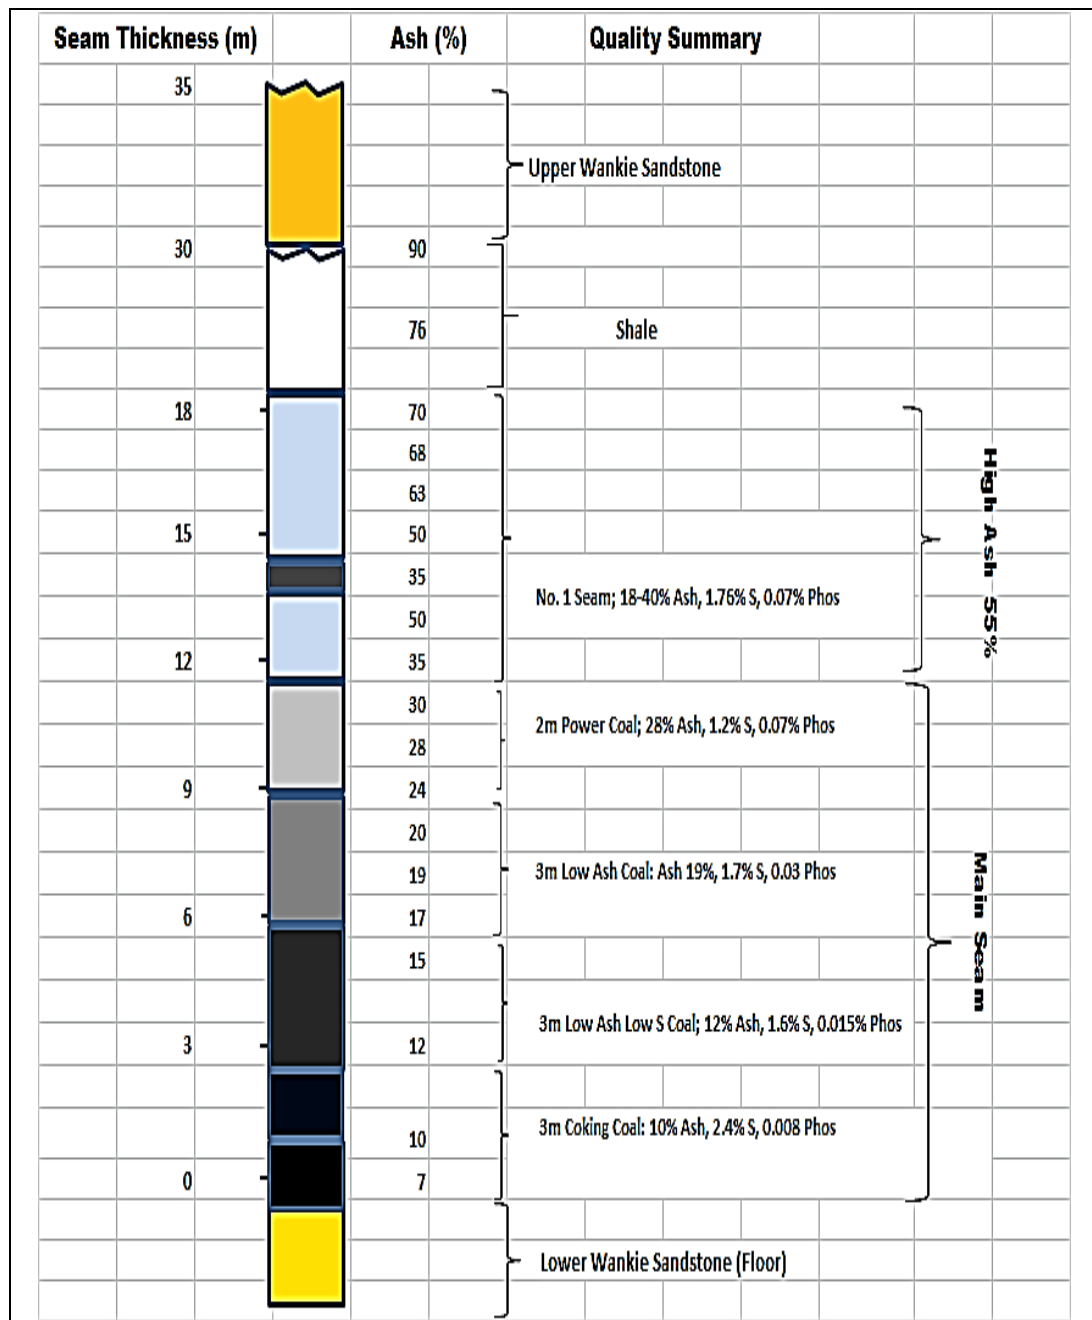 Seam Thickness (m) Ash (%) Quality Summary
35
Upper Wankie Sandstone
30 90
76 Shale
18 70
68
63
15 50
35
No. 1 Seam; 18-40% Ash, 1.76% S, 0.07% Phos
50
12 35
High Ash 55%
30
2m Power Coal; 28% Ash, 1.2% S, 0.07% Phos
28
9 24
20
3m Low Ash Coal: Ash 19%, 1.7% S, 0.03 Phos
19
6 17
Main Seam
15
3m Low Ash Low S Coal; 12% Ash, 1.6% S, 0.015% Phos
3 12
3m Coking Coal: 10% Ash, 2.4% S, 0.008 Phos
10
0 7
Lower Wankie Sandstone (Floor)